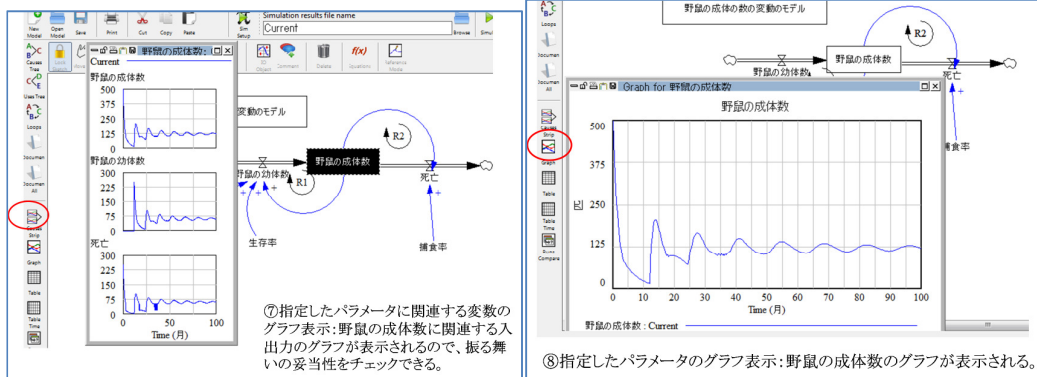 Simulation results file name
New Model
Open Model
Save
Print
Cut
Copy
Paste
Sim Setup
Current
Browse
Simul
Causes Tree
Lock Sketch
野鼠の成体数:
Comment
Delete
f(x)
Equations
Reference Mode
Current
Uses Tree
Loops
Documen
Documen All
Causes Strip
Graph
Table
Table Time
野鼠の成体数
500
375
250
125
0
野鼠の幼体数
300
225
150
75
0
死亡
300
225
150
75
0
0 50 100
Time (月)
変動のモデル
野鼠の成体数
R2
R1
野鼠の幼体数
死亡
+
+
+
+
生存率
捕食率
⑦指定したパラメータに関連する変数の
グラフ表示:野鼠の成体数に関連する入
出力のグラフが表示されるので、振る舞
いの妥当性をチェックできる。
野鼠の成体の数の変動のモデル
Loops
Documen
Documen All
Causes Strip
Graph
Table
Table Time
Runs Compare
野鼠の成体数
R2
野鼠の幼体数
死亡
+
捕食率
Graph for 野鼠の成体数
野鼠の成体数
500
375
250
125
0
匹
0 10 20 30 40 50 60 70 80 90 100
Time (月)
野鼠の成体数 : Current
⑧指定したパラメータのグラフ表示:野鼠の成体数のグラフが表示される。